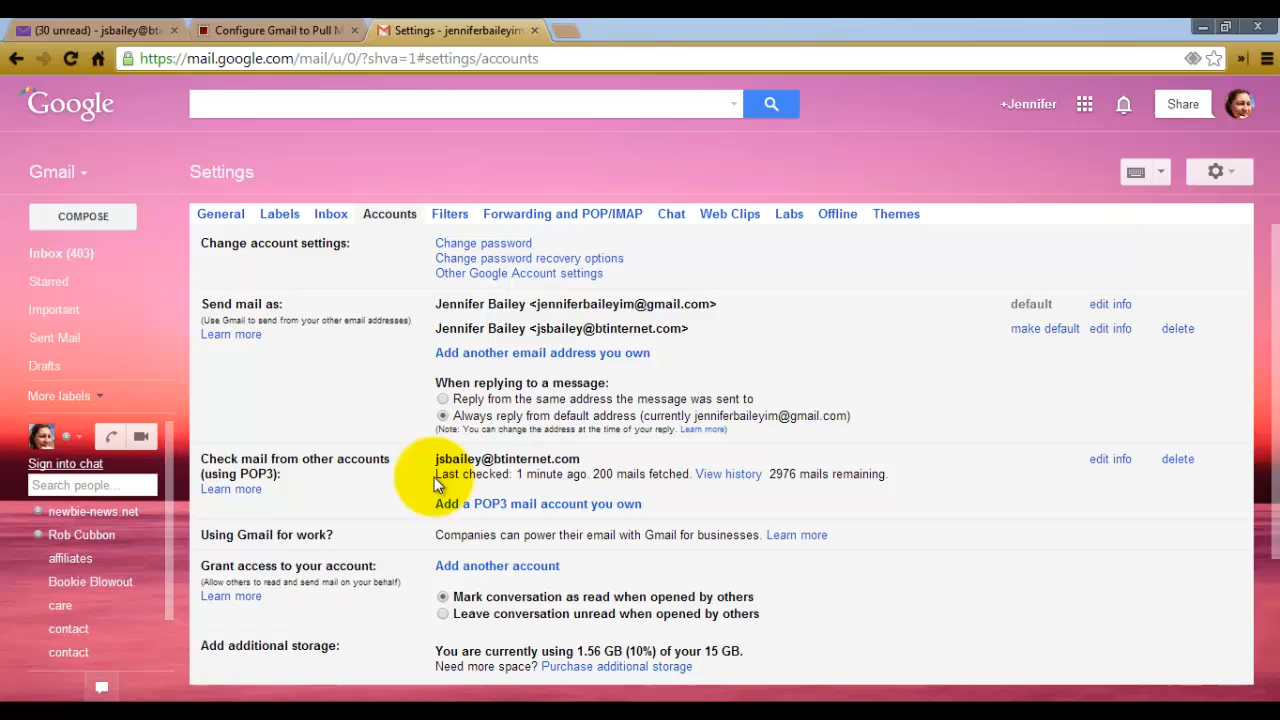 (30 unread) - jsbailey@bti
Configure Gmail to Pull M
Settings - jenniferbaileyim
https://mail.google.com/mail/u/0/?shva=1#settings/accounts
Google
+Jennifer
Share
Gmail
Settings
COMPOSE
General Labels Inbox Accounts Filters Forwarding and POP/IMAP Chat Web Clips Labs Offline Themes
Inbox (403)
Starred
Important
Sent Mail
Drafts
More labels
Sign into chat
Search people...
newbie-news.net
Rob Cubbon
affiliates
Bookie Blowout
care
contact
contact
Change account settings:
Change password
Change password recovery options
Other Google Account settings
Send mail as:
(Use Gmail to send from your other email addresses)
Learn more
Jennifer Bailey <jenniferbaileyim@gmail.com> default edit info
Jennifer Bailey <jsbailey@btinternet.com> make default edit info delete
Add another email address you own
When replying to a message:
Reply from the same address the message was sent to
Always reply from default address (currently jenniferbaileyim@gmail.com)
(Note: You can change the address at the time of your reply. Learn more)
Check mail from other accounts
(using POP3):
Learn more
jsbailey@btinternet.com edit info delete
Last checked: 1 minute ago. 200 mails fetched. View history 2976 mails remaining.
Add a POP3 mail account you own
Using Gmail for work?
Companies can power their email with Gmail for businesses. Learn more
Grant access to your account:
(Allow others to read and send mail on your behalf)
Learn more
Add another account
Mark conversation as read when opened by others
Leave conversation unread when opened by others
Add additional storage:
You are currently using 1.56 GB (10%) of your 15 GB.
Need more space? Purchase additional storage